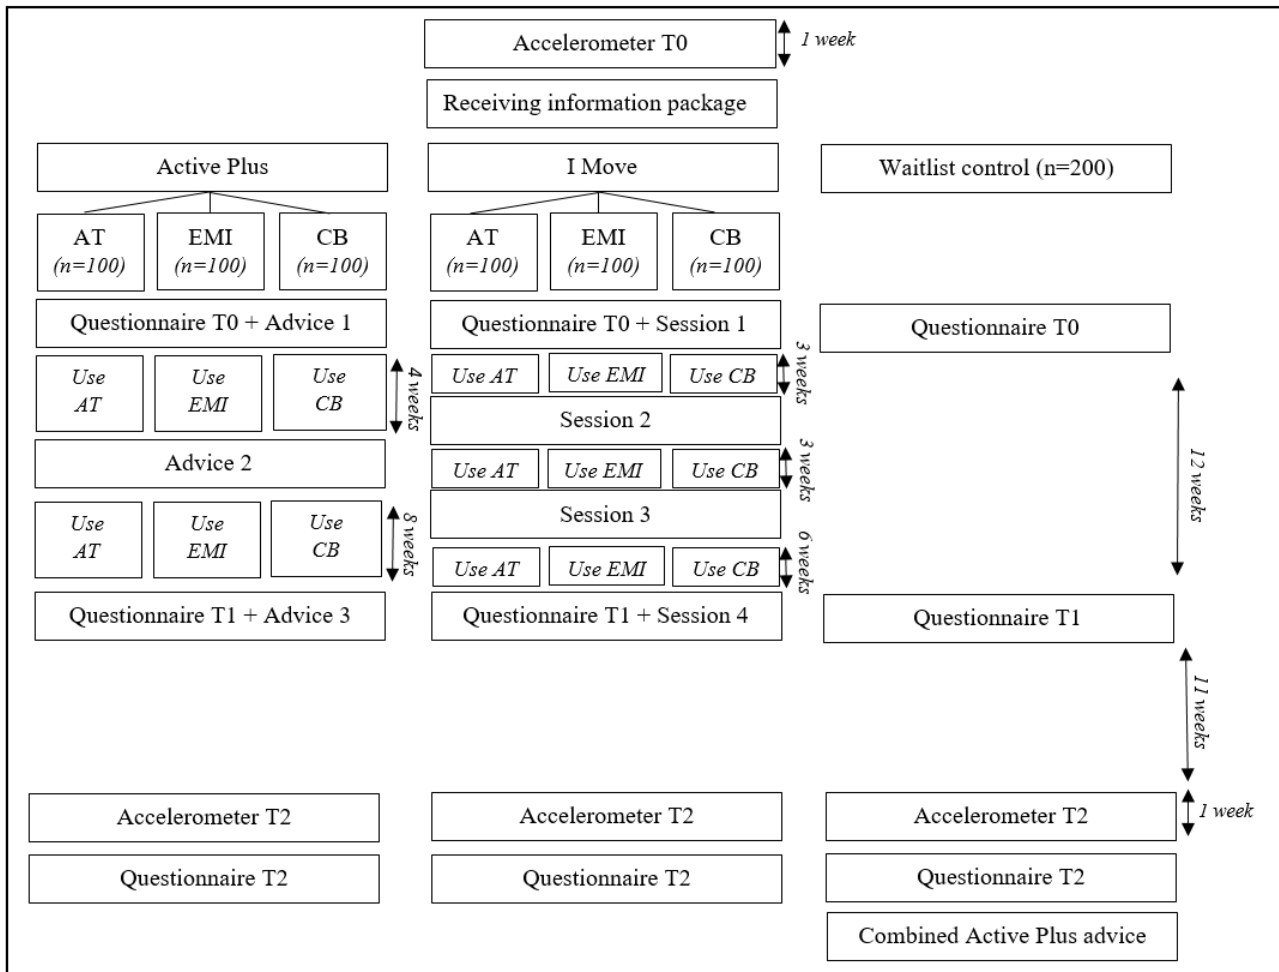 Accelerometer T0
1 week
Receiving information package
Active Plus
I Move
Waitlist control (n=200)
AT
(n=100)
EMI
(n=100)
CB
(n=100)
AT
(n=100)
EMI
(n=100)
CB
(n=100)
Questionnaire T0 + Advice 1
Questionnaire T0 + Session 1
Questionnaire T0
Use
AT
Use
EMI
Use
CB
4 weeks
Use AT
Use EMI
Use CB
3 weeks
Session 2
Advice 2
Use AT
Use EMI
Use CB
3 weeks
12 weeks
Session 3
Use
AT
Use
EMI
Use
CB
8 weeks
Use AT
Use EMI
Use CB
6 weeks
Questionnaire T1 + Advice 3
Questionnaire T1 + Session 4
Questionnaire T1
11 weeks
Accelerometer T2
Accelerometer T2
Accelerometer T2
1 week
Questionnaire T2
Questionnaire T2
Questionnaire T2
Combined Active Plus advice